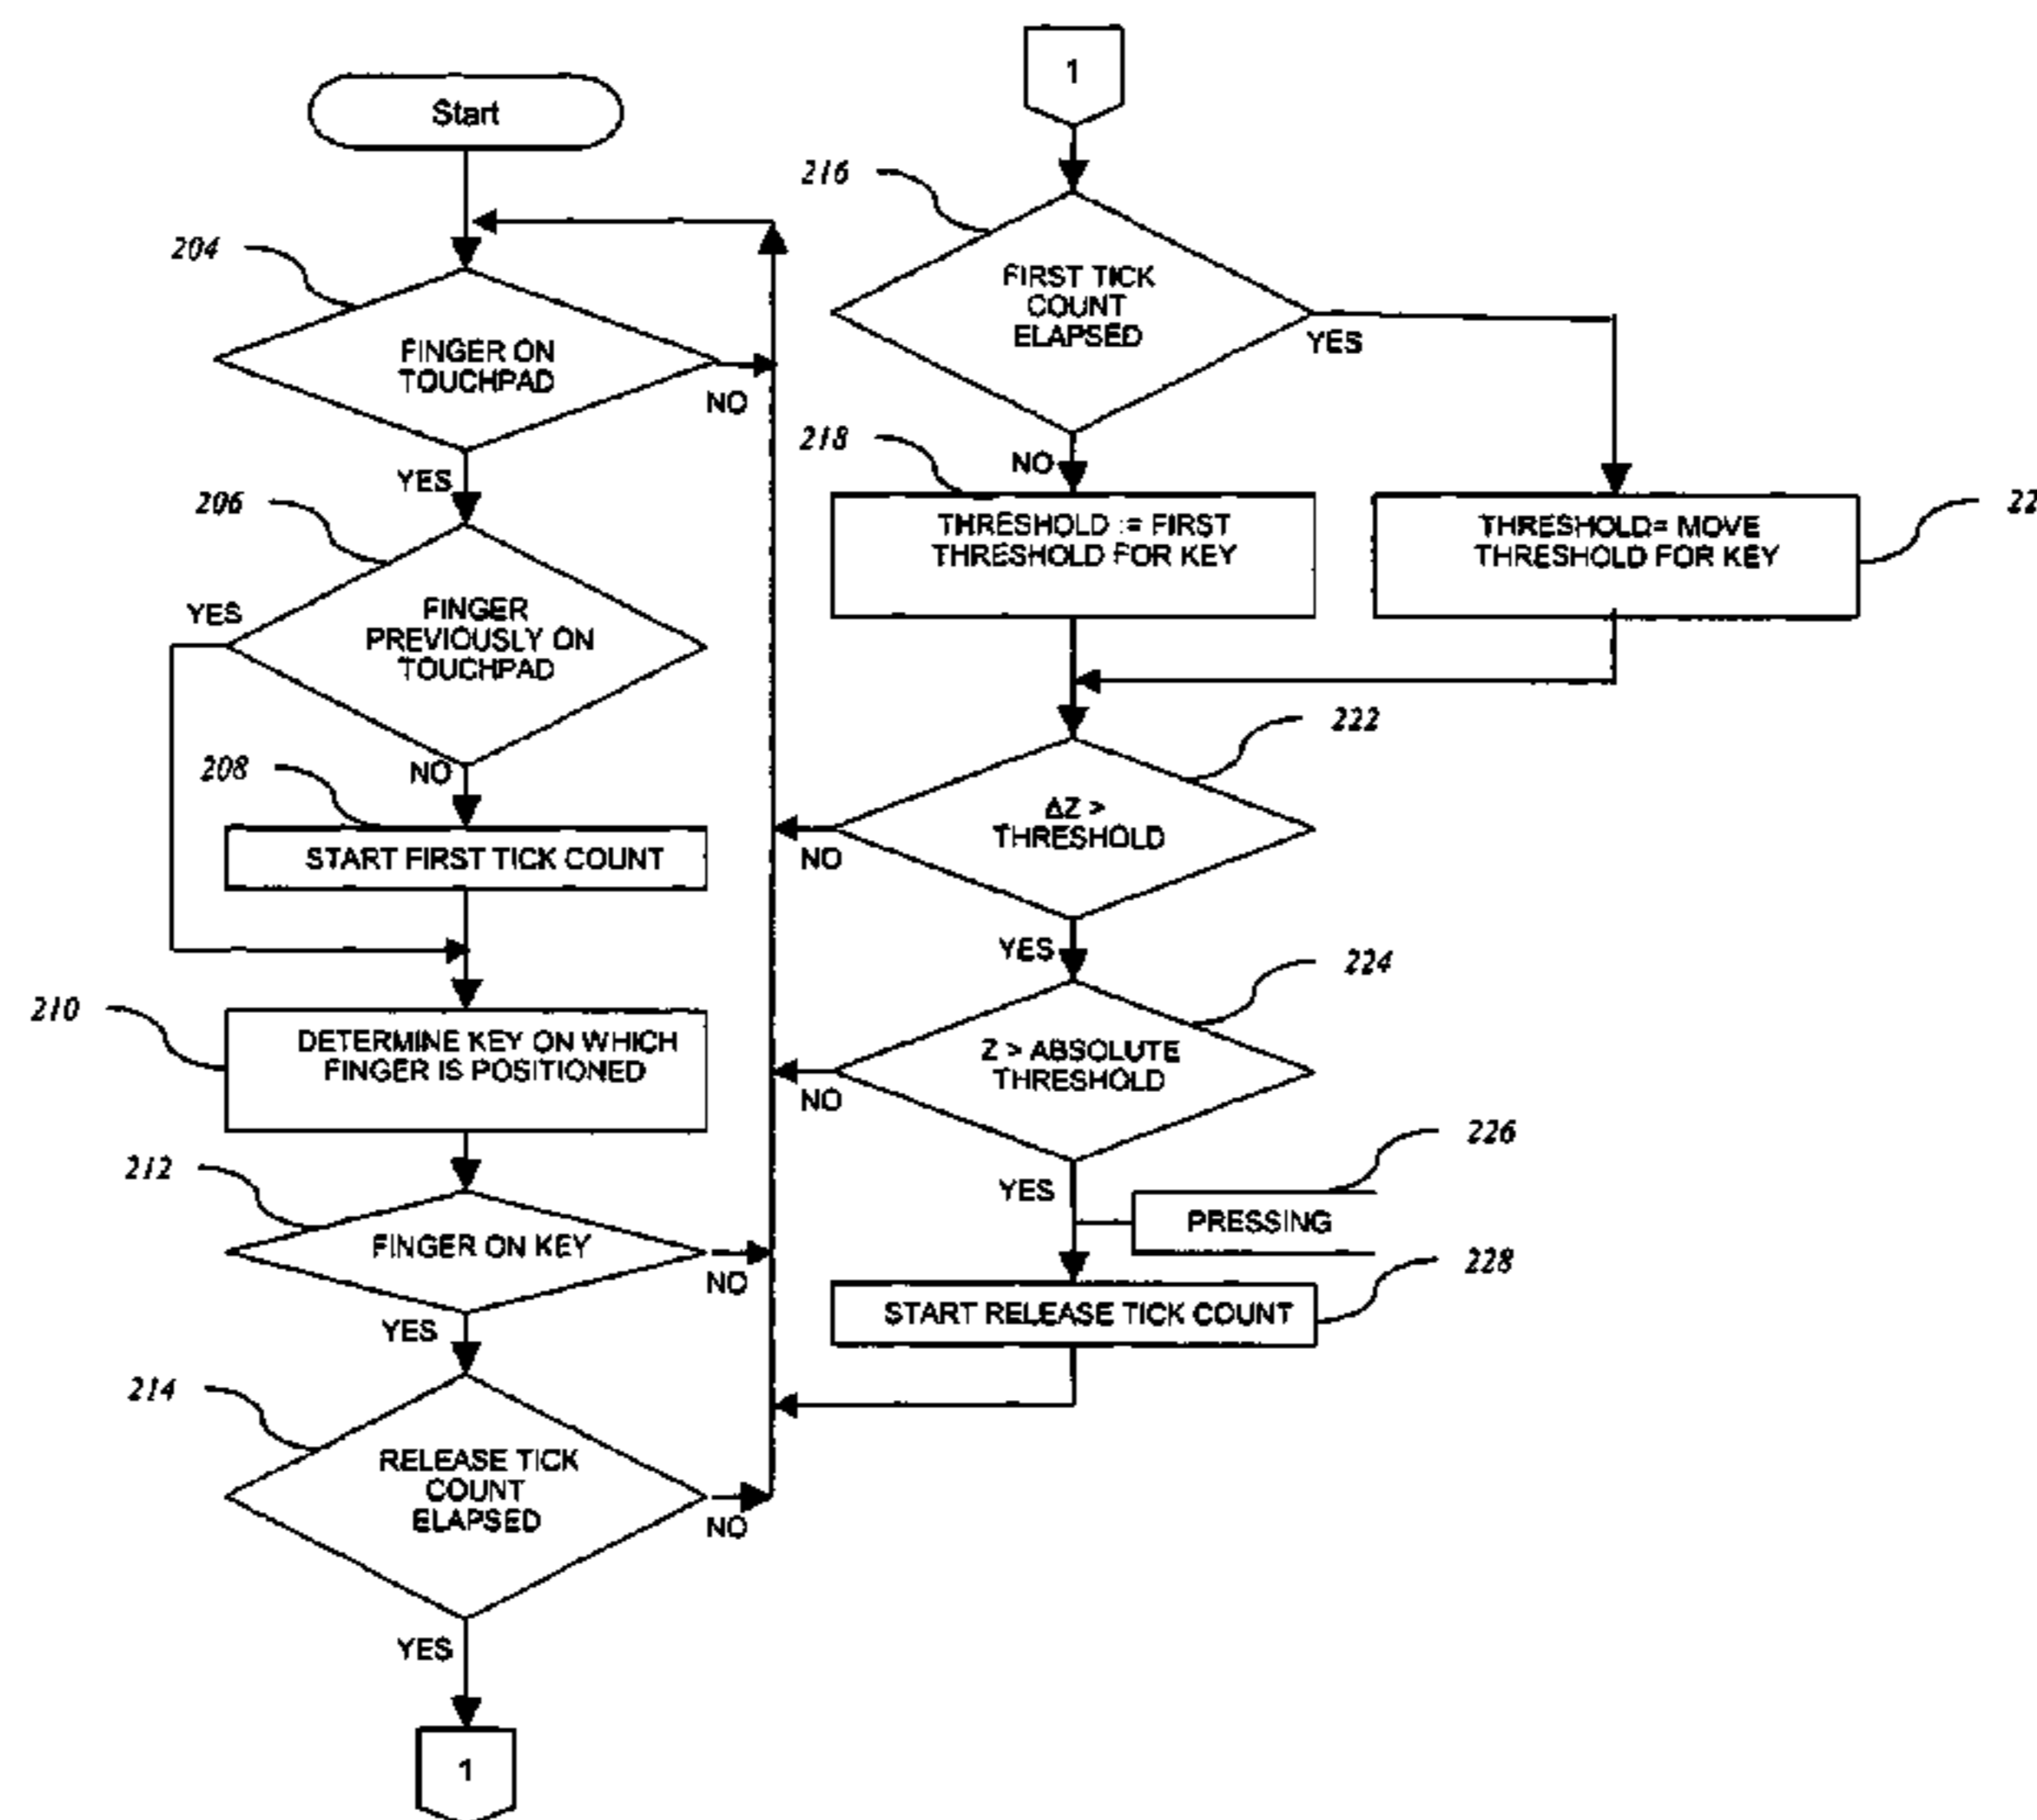 Start
204
FINGER ON
TOUCHPAD
NO
YES
206
YES
FINGER
PREVIOUSLY ON
TOUCHPAD
NO
208
START FIRST TICK COUNT
210
DETERMINE KEY ON WHICH
FINGER IS POSITIONED
212
FINGER ON KEY
NO
YES
214
RELEASE TICK
COUNT
ELAPSED
NO
YES
1
1
216
FIRST TICK
COUNT
ELAPSED
YES
218
NO
THRESHOLD := FIRST
THRESHOLD FOR KEY
THRESHOLD= MOVE
THRESHOLD FOR KEY
22
222
ΔZ >
THRESHOLD
NO
YES
224
Z > ABSOLUTE
THRESHOLD
NO
YES
226
PRESSING
228
START RELEASE TICK COUNT